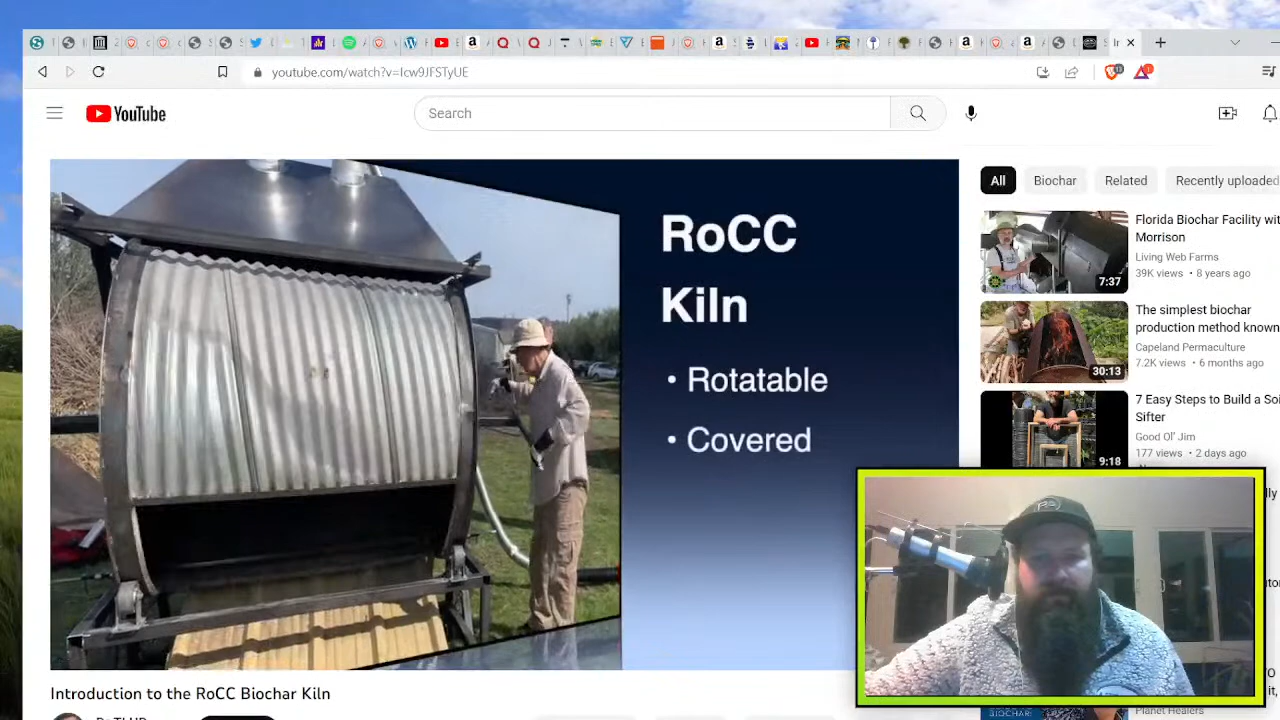 youtube.com/watch?v=lcw9JFSTyUE
YouTube
Search
RoCC
Kiln
• Rotatable
• Covered
Introduction to the RoCC Biochar Kiln
All
Biochar
Related
Recently uploaded
Florida Biochar Facility wi
Morrison
Living Web Farms
39K views • 8 years ago
7:37
The simplest biochar
production method known
Capeland Permaculture
7.2K views • 6 months ago
30:13
7 Easy Steps to Build a Soi
Sifter
Good Ol' Jim
177 views • 2 days ago
9:18
Planet Healers
BIOCHAR: